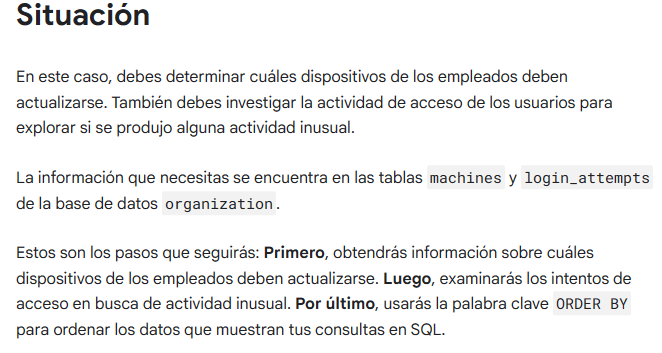 Situación
En este caso, debes determinar cuáles dispositivos de los empleados deben
actualizarse. También debes investigar la actividad de acceso de los usuarios para
explorar si se produjo alguna actividad inusual.
La información que necesitas se encuentra en las tablas machines y login_attempts
de la base de datos organization.
Estos son los pasos que seguirás: Primero, obtendrás información sobre cuáles
dispositivos de los empleados deben actualizarse. Luego, examinarás los intentos de
acceso en busca de actividad inusual. Por último, usarás la palabra clave ORDER BY
para ordenar los datos que muestran tus consultas en SQL.